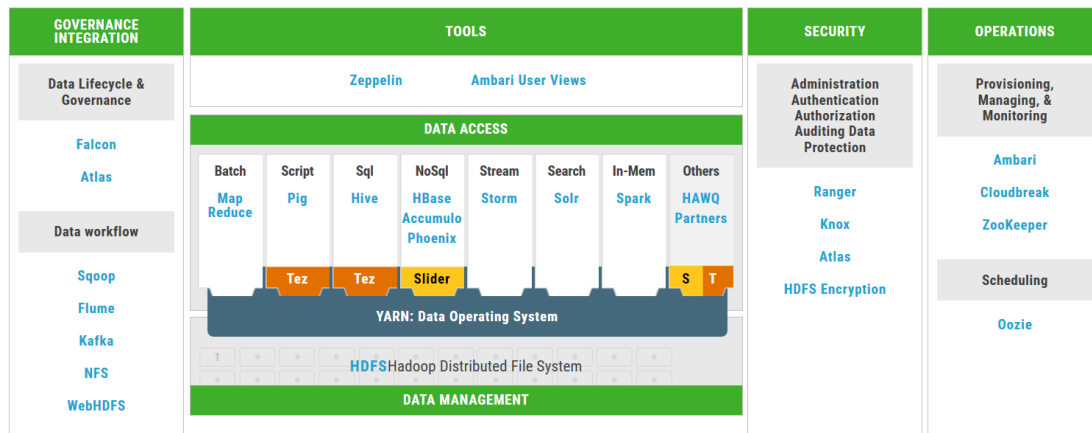 GOVERNANCE
INTEGRATION
Data Lifecycle &
Governance
Falcon
Atlas
Data workflow
Sqoop
Flume
Kafka
NFS
WebHDFS
TOOLS
Zeppelin
Ambari User Views
DATA ACCESS
Batch
Map
Reduce
Script
Pig
Tez
Sql
Hive
Tez
NoSql
HBase
Accumulo
Phoenix
Slider
Stream
Storm
Search
Solr
In-Mem
Spark
Others
HAWQ
Partners
S T
YARN: Data Operating System
1
HDFSHadoop Distributed File System
DATA MANAGEMENT
SECURITY
Administration
Authentication
Authorization
Auditing Data
Protection
Ranger
Knox
Atlas
HDFS Encryption
OPERATIONS
Provisioning,
Managing, &
Monitoring
Ambari
Cloudbreak
ZooKeeper
Scheduling
Oozie